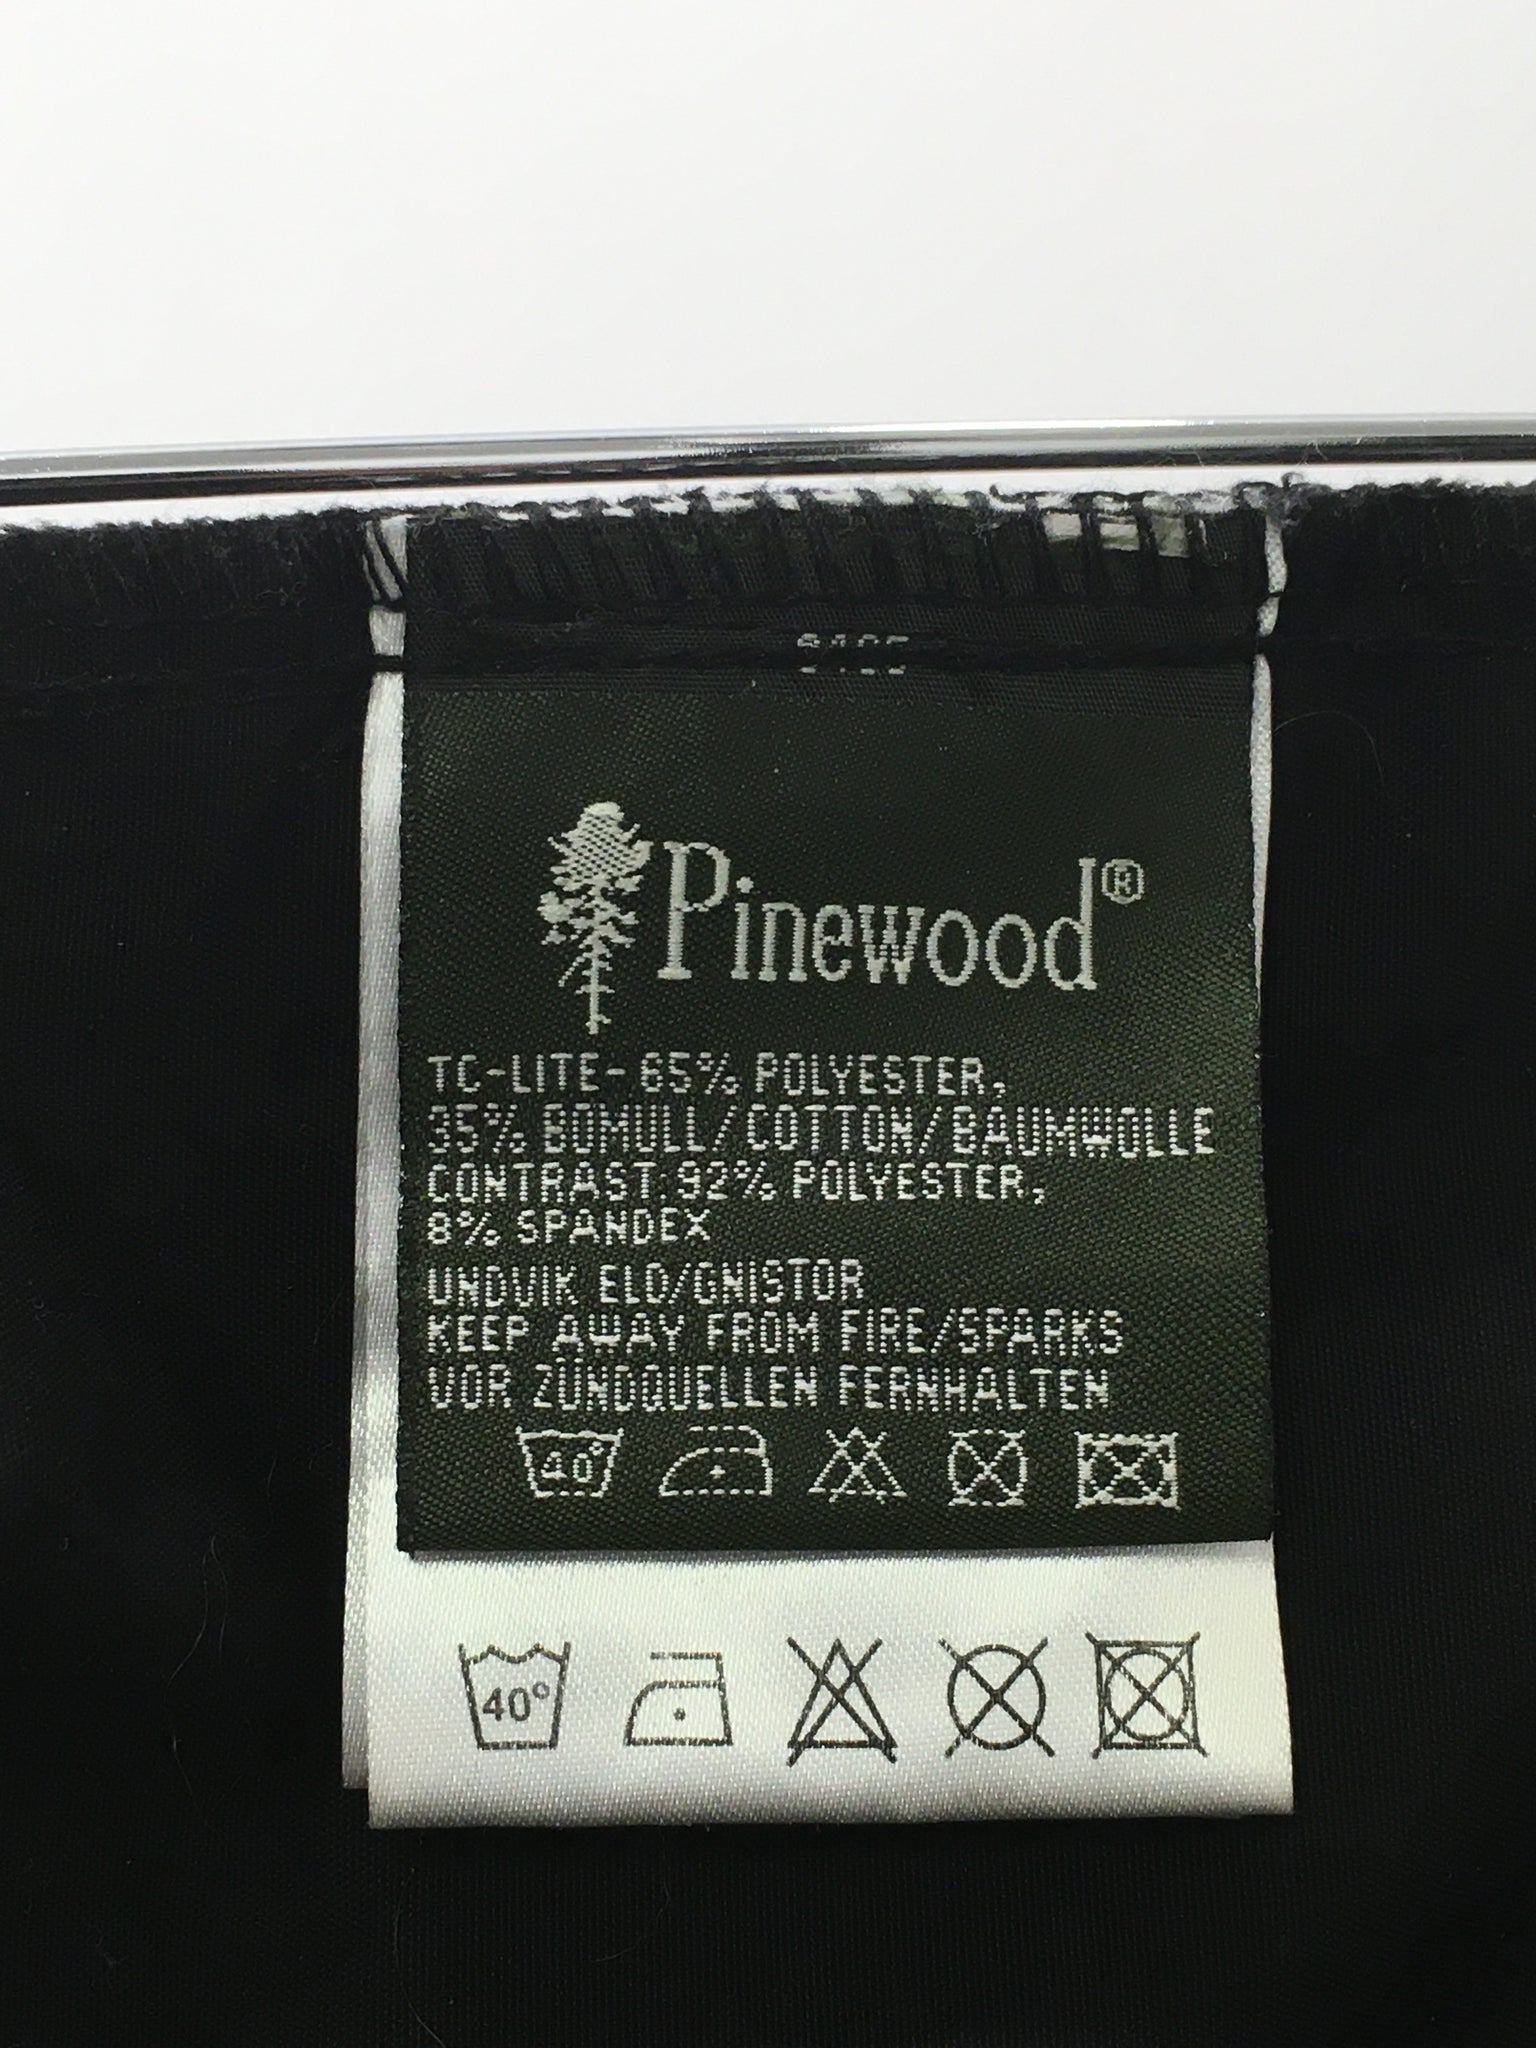 Pinewood®
TC-LITE- 65% POLYESTER,
35% BOMULL/COTTON/BAUMWOLLE
CONTRAST: 92% POLYESTER,
8% SPANDEX
UNDVIK ELD/GNISTOR
KEEP AWAY FROM FIRE/SPARKS
VOR ZÜNDQUELLEN FERNHALTEN
40°
40°